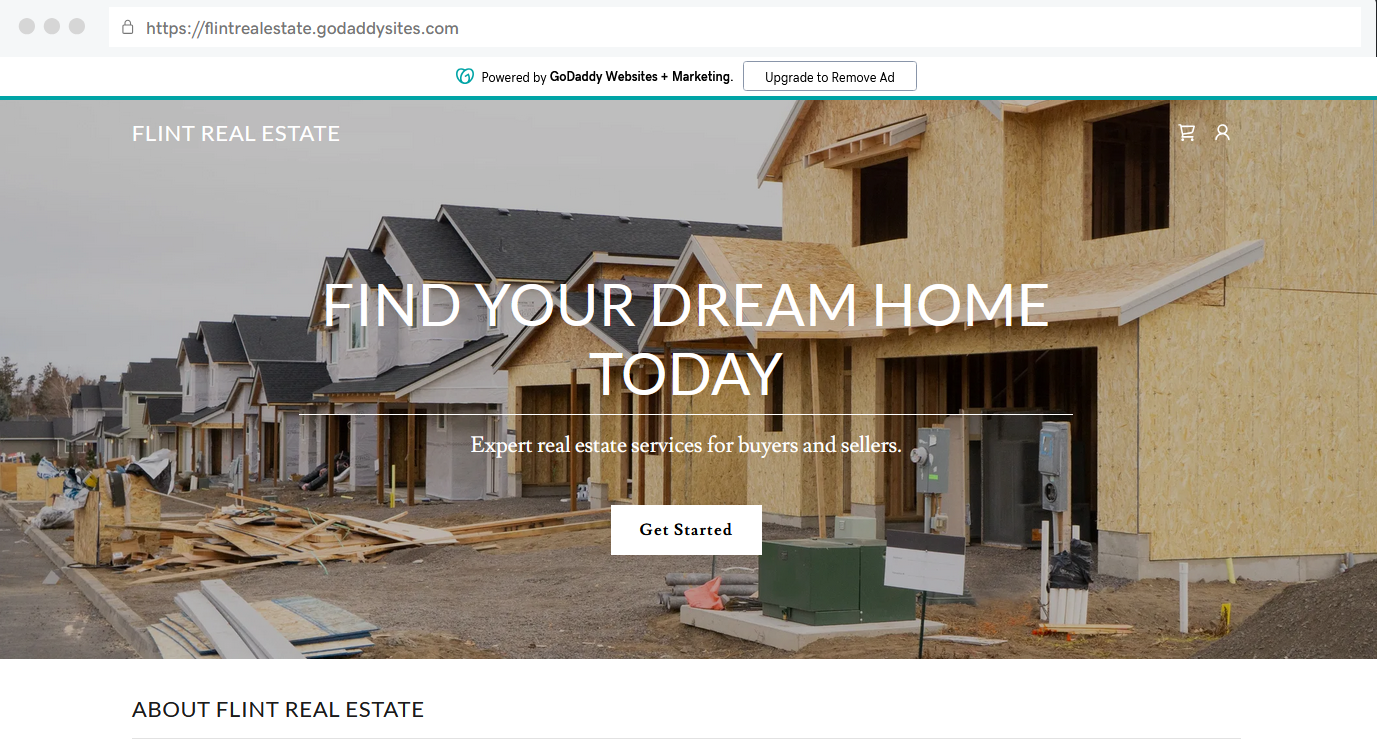 https://flintrealestate.godaddysites.com
Powered by GoDaddy Websites + Marketing. Upgrade to Remove Ad
FLINT REAL ESTATE
FIND YOUR DREAM HOME
TODAY
Expert real estate services for buyers and sellers.
Get Started
ABOUT FLINT REAL ESTATE